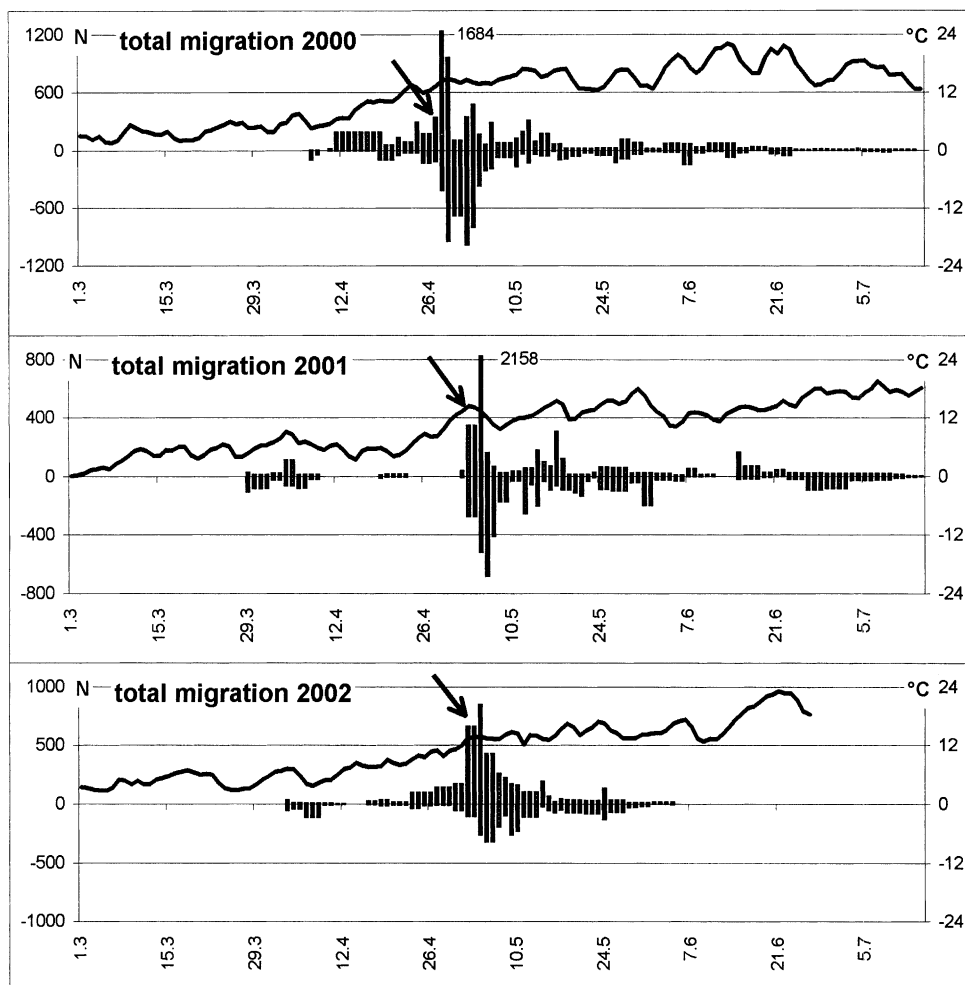 1200 N total migration 2000 1684 °C 24
600 12
0 0
-600 -12
-1200 -24
1.3 15.3 29.3 12.4 26.4 10.5 24.5 7.6 21.6 5.7
800 N total migration 2001 2158 °C 24
400 12
0 0
-400 -12
-800 -24
1.3 15.3 29.3 12.4 26.4 10.5 24.5 7.6 21.6 5.7
1000 N total migration 2002 °C 24
500 12
0 0
-500 -12
-1000 -24
1.3 15.3 29.3 12.4 26.4 10.5 24.5 7.6 21.6 5.7